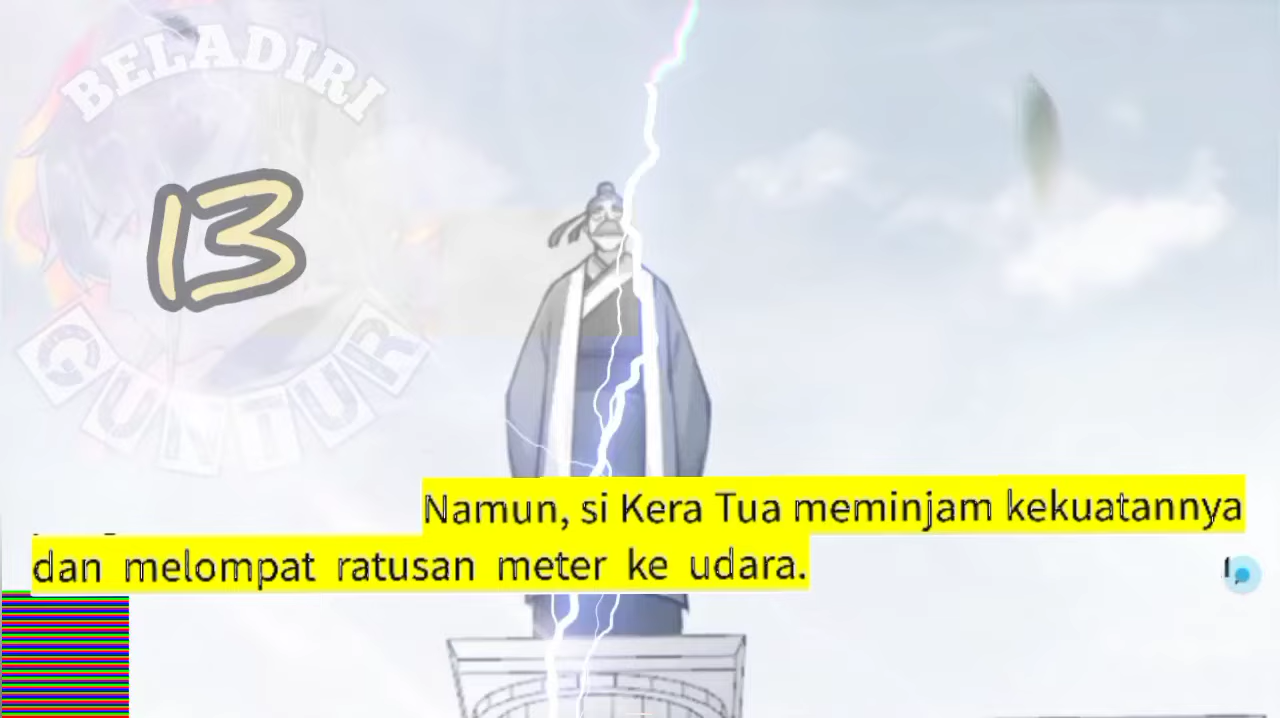 BELADIRI
13
GUNTUR
Namun, si Kera Tua meminjam kekuatannya
dan melompat ratusan meter ke udara.